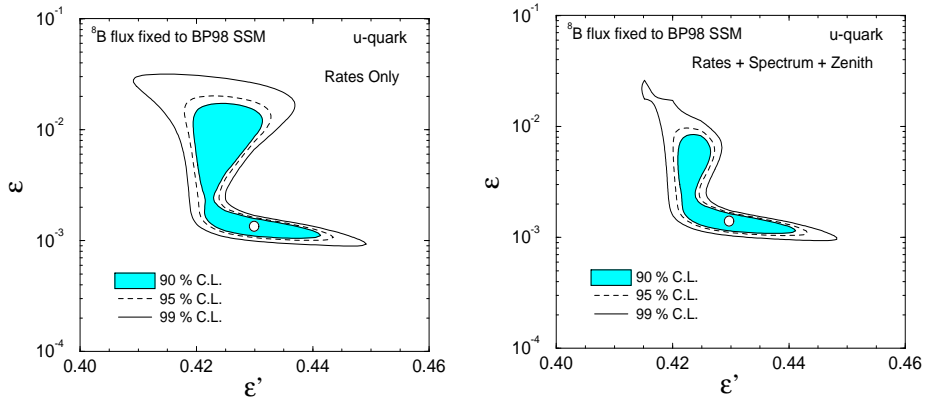 10⁻¹
⁸B flux fixed to BP98 SSM
u-quark
Rates Only
10⁻²
ε
10⁻³
90 % C.L.
95 % C.L.
99 % C.L.
10⁻⁴
0.40 0.42 0.44 0.46
ε'
10⁻¹
⁸B flux fixed to BP98 SSM
u-quark
Rates + Spectrum + Zenith
10⁻²
ε
10⁻³
90 % C.L.
95 % C.L.
99 % C.L.
10⁻⁴
0.40 0.42 0.44 0.46
ε'